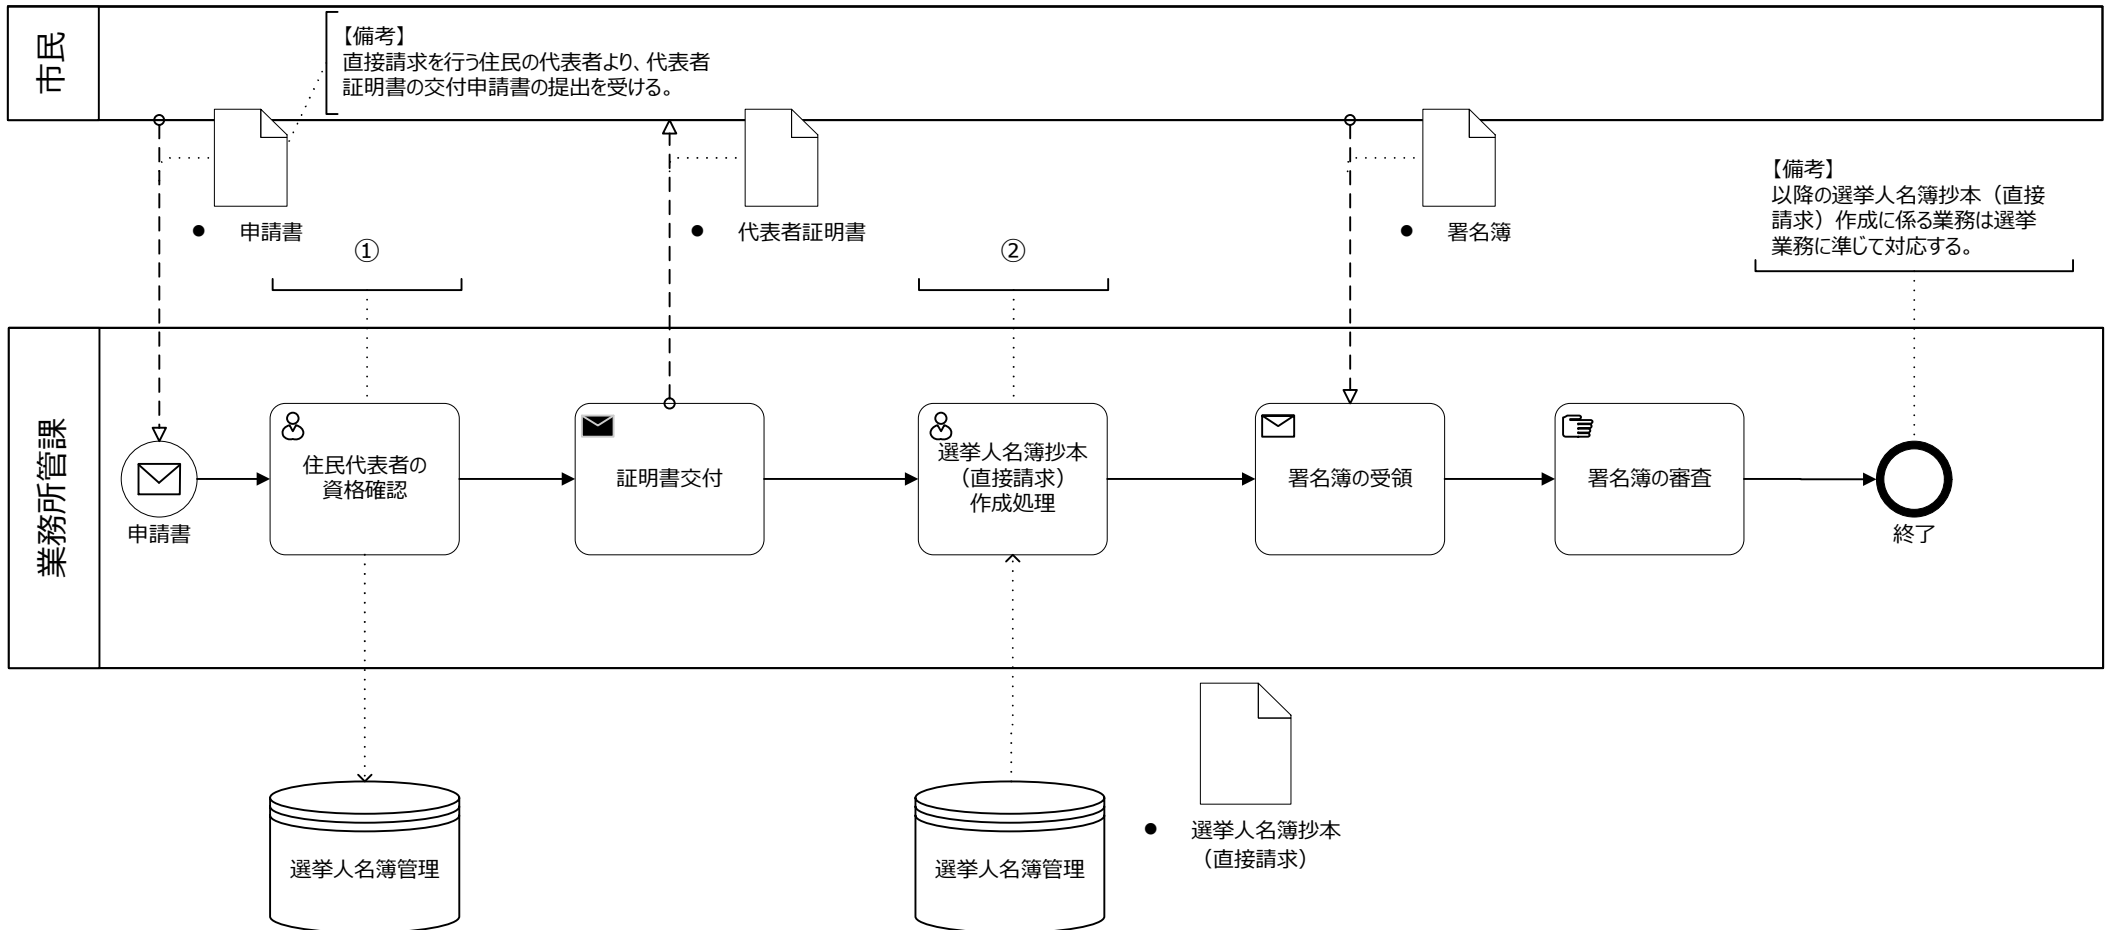 市民
【備考】
直接請求を行う住民の代表者より、代表者
証明書の交付申請書の提出を受ける。
● 申請書
● 代表者証明書
● 署名簿
【備考】
以降の選挙人名簿抄本（直接
請求）作成に係る業務は選挙
業務に準じて対応する。
①
②
業務所管課
申請書
住民代表者の
資格確認
証明書交付
選挙人名簿抄本
（直接請求）
作成処理
署名簿の受領
署名簿の審査
終了
選挙人名簿管理
選挙人名簿管理
● 選挙人名簿抄本
（直接請求）